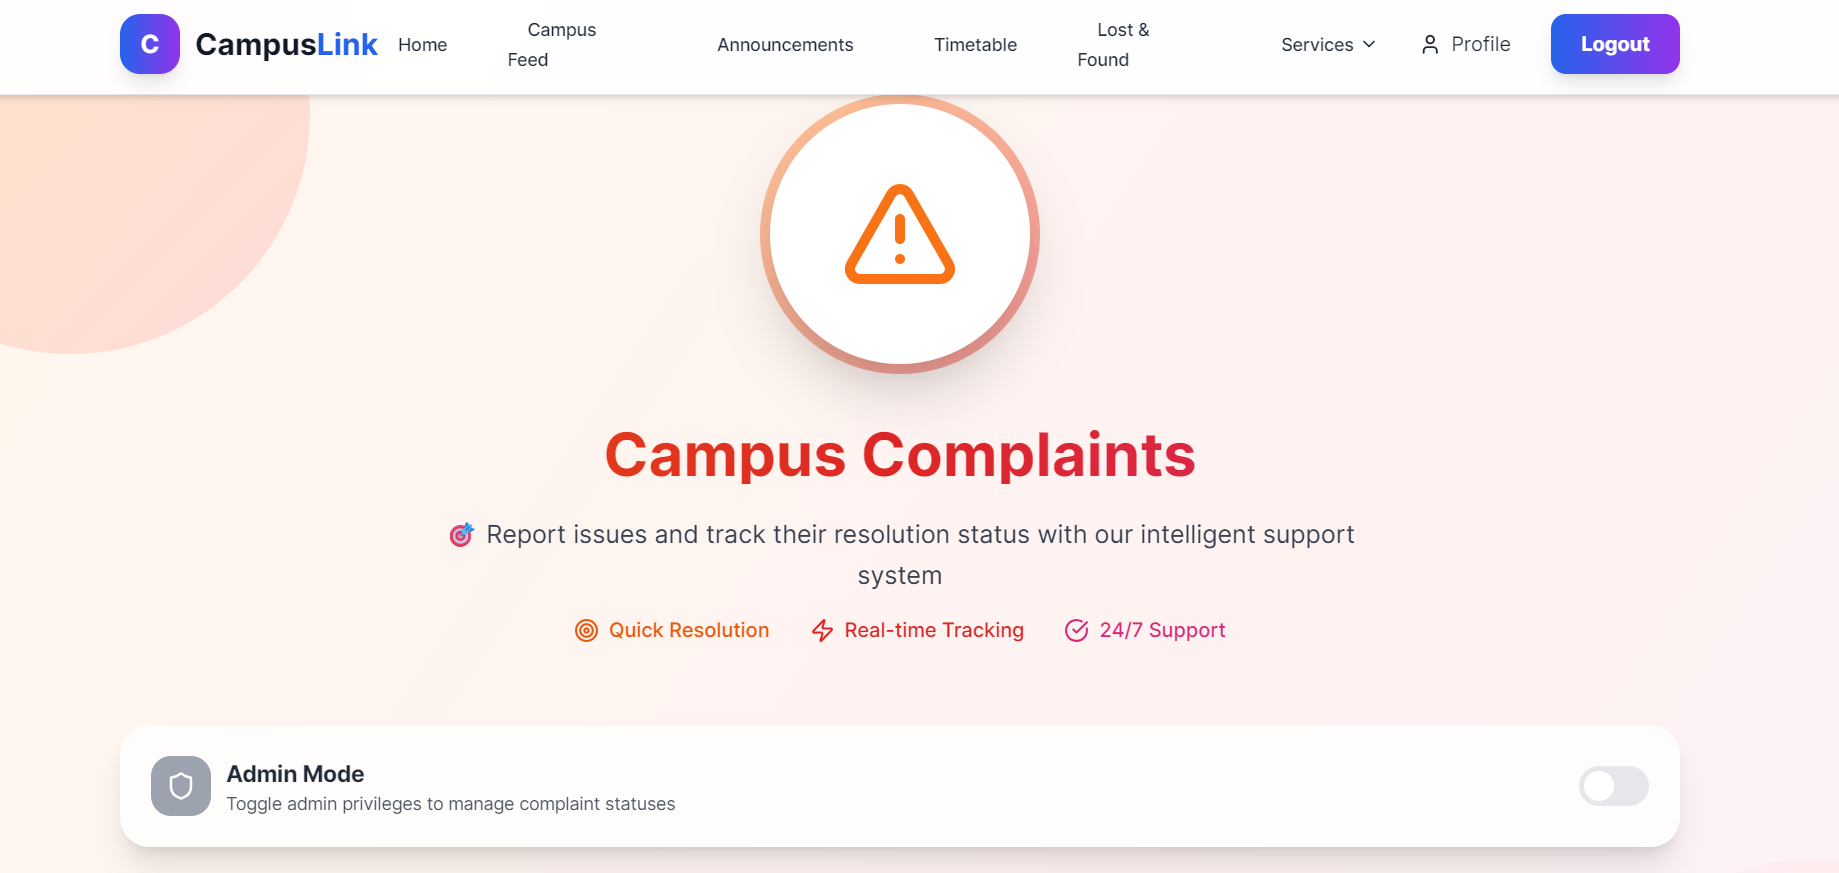 C
CampusLink
Home
Campus
Feed
Announcements
Timetable
Lost &
Found
Services
Profile
Logout
Campus Complaints
🎯 Report issues and track their resolution status with our intelligent support
system
Quick Resolution
Real-time Tracking
24/7 Support
Admin Mode
Toggle admin privileges to manage complaint statuses